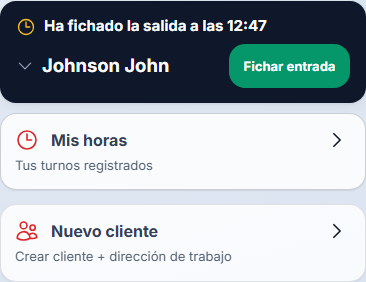 Ha fichado la salida a las 12:47
Johnson John
Fichar entrada
Mis horas
Tus turnos registrados
Nuevo cliente
Crear cliente + dirección de trabajo